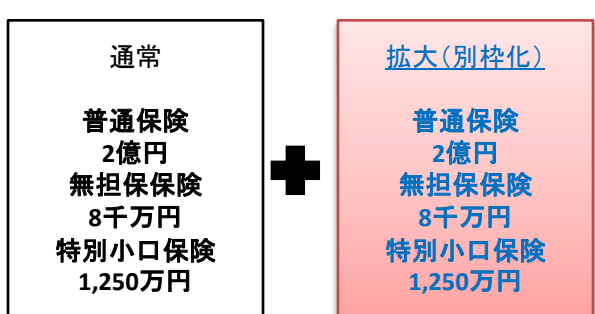 通常
普通保険
2億円
無担保保険
8千万円
特別小口保険
1,250万円
拡大(別枠化)
普通保険
2億円
無担保保険
8千万円
特別小口保険
1,250万円